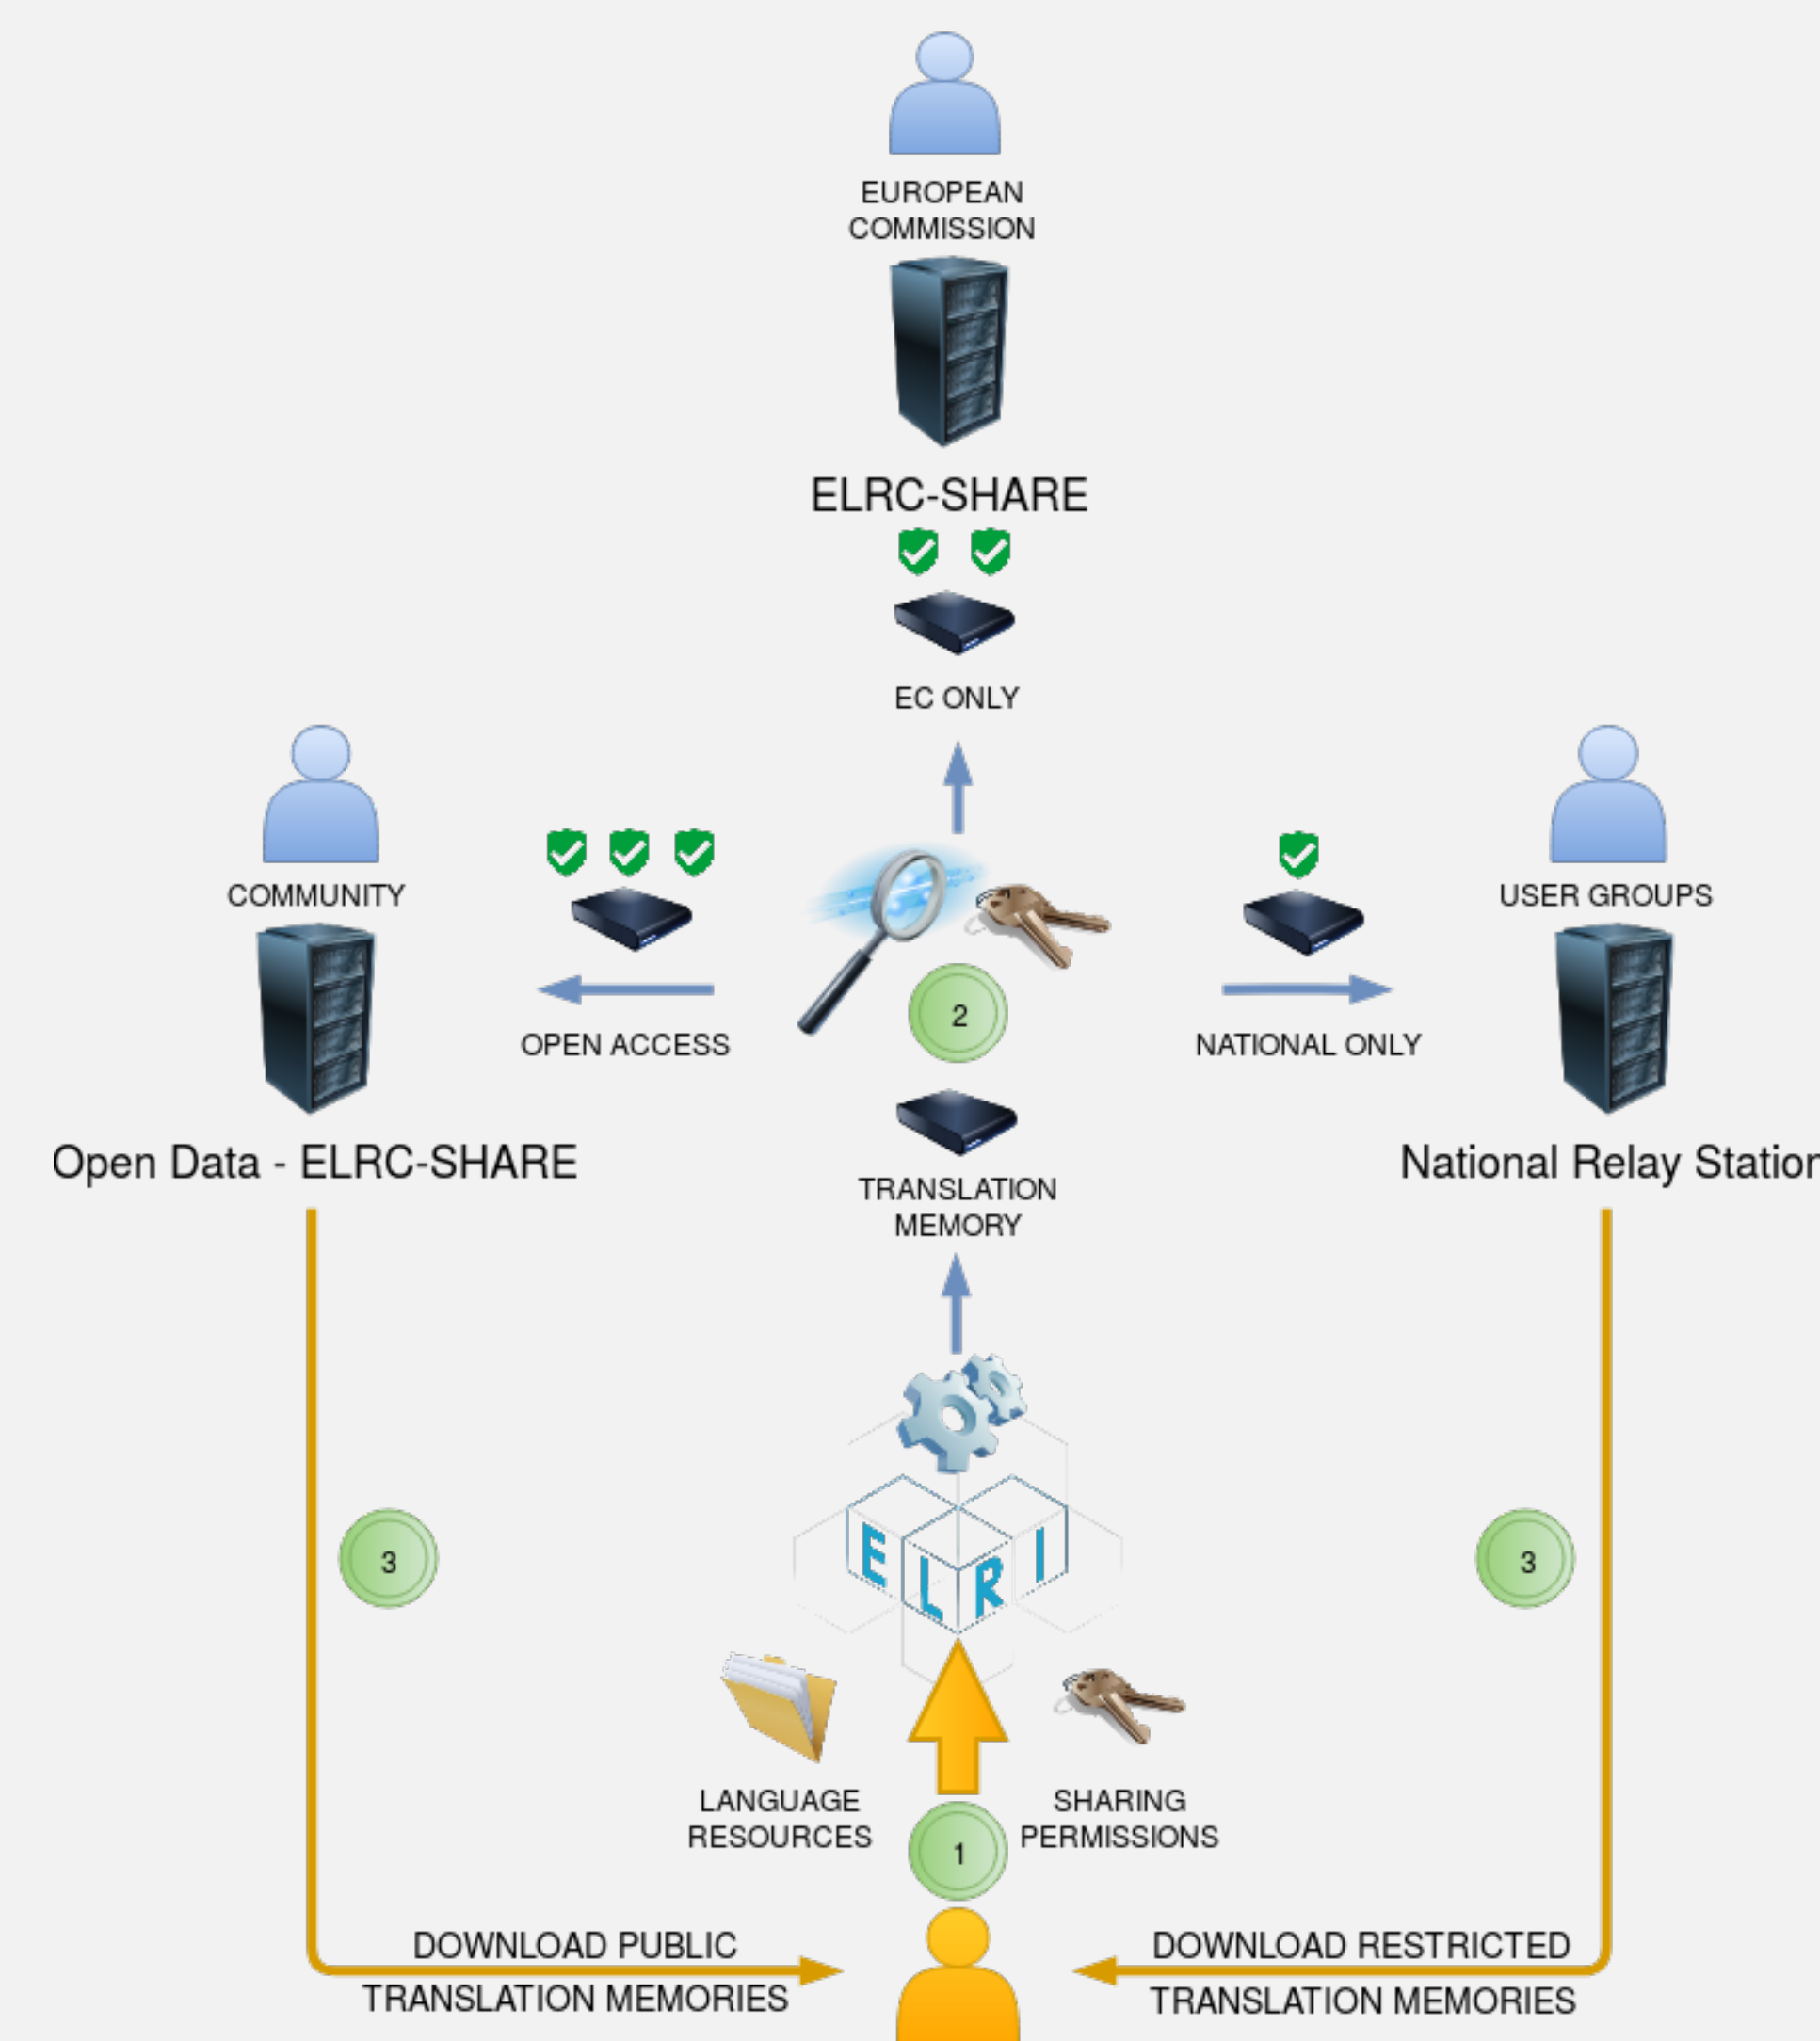 EUROPEAN
COMMISSION
ELRC-SHARE
EC ONLY
COMMUNITY
USER GROUPS
2
OPEN ACCESS
NATIONAL ONLY
Open Data - ELRC-SHARE
National Relay Station
TRANSLATION
MEMORY
E L R I
3
3
LANGUAGE
RESOURCES
SHARING
PERMISSIONS
1
DOWNLOAD PUBLIC
TRANSLATION MEMORIES
DOWNLOAD RESTRICTED
TRANSLATION MEMORIES